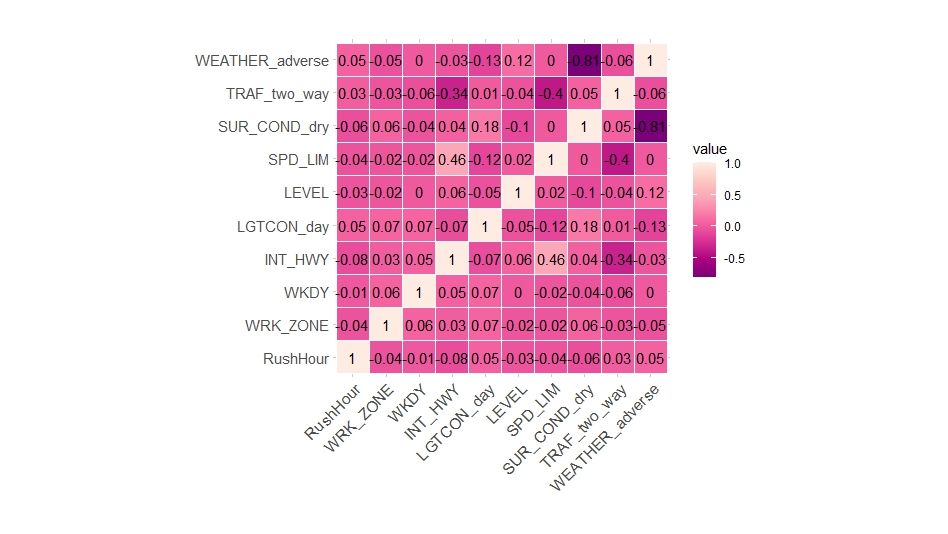 WEATHER_adverse 0.05 -0.05 0 -0.03 -0.13 0.12 0 -0.81 -0.06 1
TRAF_two_way 0.03 -0.03 -0.06 -0.34 0.01 -0.04 -0.4 0.05 1 -0.06
SUR_COND_dry -0.06 0.06 -0.04 0.04 0.18 -0.1 0 1 0.05 -0.81
SPD_LIM -0.04 -0.02 -0.02 0.46 -0.12 0.02 1 0 -0.4 0
LEVEL -0.03 -0.02 0 0.06 -0.05 1 0.02 -0.1 -0.04 0.12
LGTCON_day 0.05 0.07 0.07 -0.07 1 -0.05 -0.12 0.18 0.01 -0.13
INT_HWY -0.08 0.03 0.05 1 -0.07 0.06 0.46 0.04 -0.34 -0.03
WKDY -0.01 0.06 1 0.05 0.07 0 -0.02 -0.04 -0.06 0
WRK_ZONE -0.04 1 0.06 0.03 0.07 -0.02 -0.02 0.06 -0.03 -0.05
RushHour 1 -0.04 -0.01 -0.08 0.05 -0.03 -0.04 -0.06 0.03 0.05
RushHour
WRK_ZONE
WKDY
INT_HWY
LGTCON_day
LEVEL
SPD_LIM
SUR_COND_dry
TRAF_two_way
WEATHER_adverse
value
1.0
0.5
0.0
-0.5